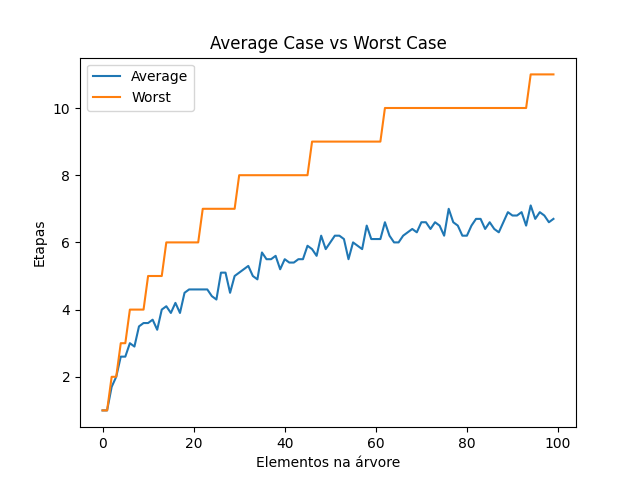 Average Case vs Worst Case
Average
Worst
10
8
6
4
2
Etapas
0 20 40 60 80 100
Elementos na árvore